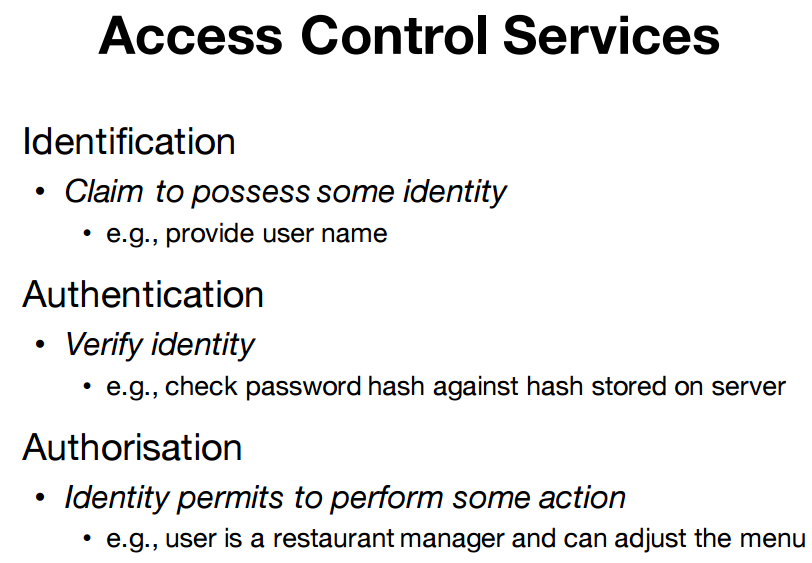 Access Control Services
Identification
• Claim to possess some identity
• e.g., provide user name
Authentication
• Verify identity
• e.g., check password hash against hash stored on server
Authorisation
• Identity permits to perform some action
• e.g., user is a restaurant manager and can adjust the menu